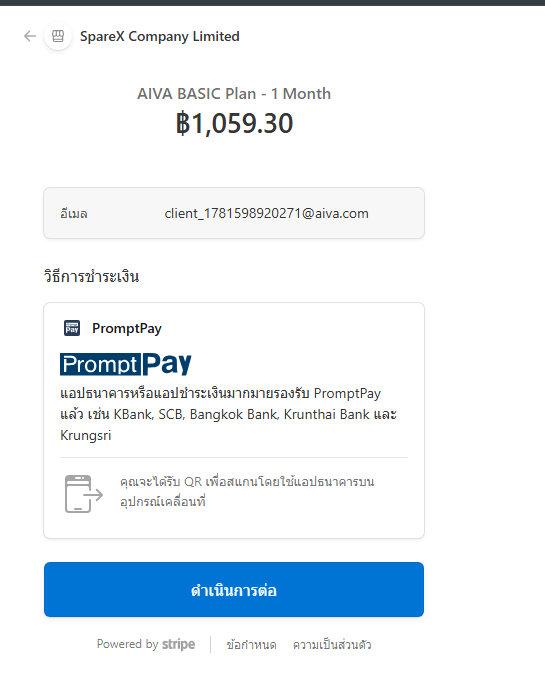 SpareX Company Limited
AIVA BASIC Plan - 1 Month
฿1,059.30
อีเมล client_1781598920271@aiva.com
วิธีการชำระเงิน
Pay PromptPay
PromptPay
แอปธนาคารหรือแอปชำระเงินมากมายรองรับ PromptPay
แล้ว เช่น KBank, SCB, Bangkok Bank, Krunthai Bank และ
Krungsri
คุณจะได้รับ QR เพื่อสแกนโดยใช้แอปธนาคารบน
อุปกรณ์เคลื่อนที่
ดำเนินการต่อ
Powered by stripe ข้อกำหนด ความเป็นส่วนตัว